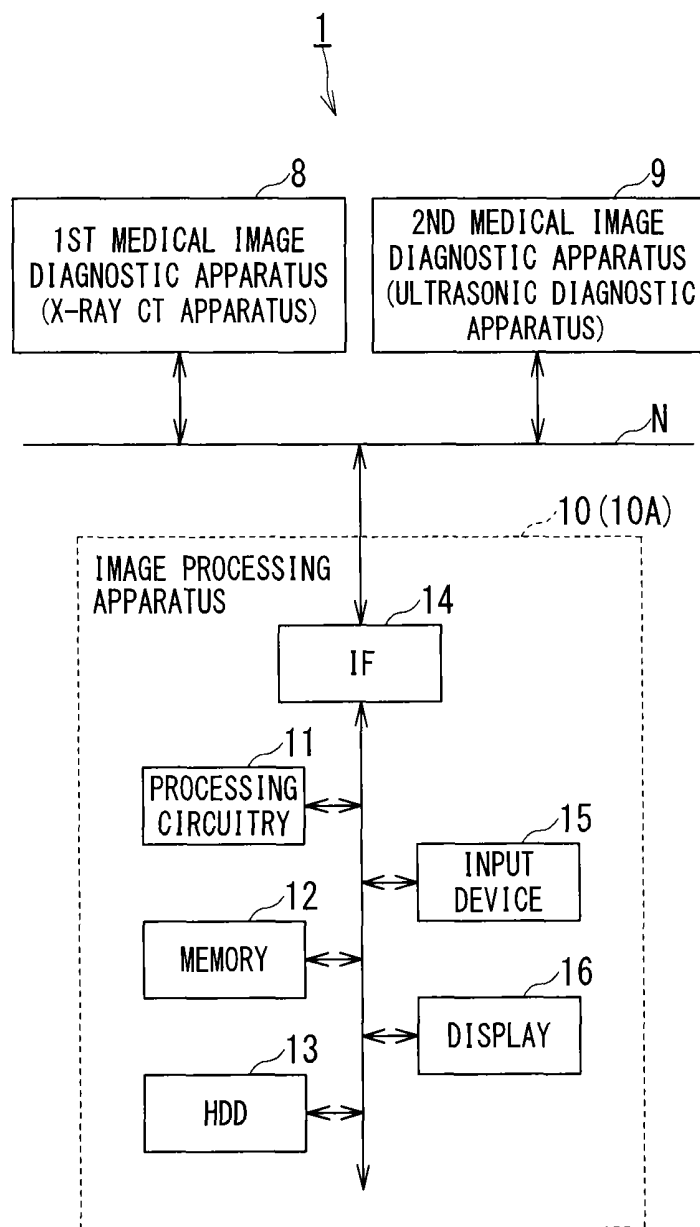 1
8
1ST MEDICAL IMAGE
DIAGNOSTIC APPARATUS
(X-RAY CT APPARATUS)
9
2ND MEDICAL IMAGE
DIAGNOSTIC APPARATUS
(ULTRASONIC DIAGNOSTIC
APPARATUS)
N
10(10A)
IMAGE PROCESSING
APPARATUS
14
IF
11
PROCESSING
CIRCUITRY
15
INPUT
DEVICE
12
MEMORY
16
DISPLAY
13
HDD